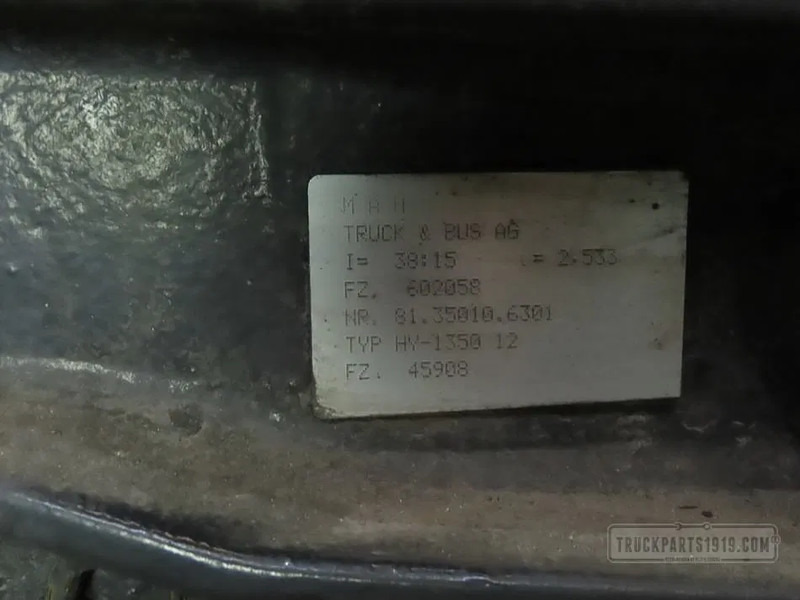 M A N
TRUCK & BUS AG
I= 38:15 = 2.533
FZ. 602058
NR. 81.35010.6301
TYP HY-1350 12
FZ. 45908
TRUCKPARTS1919.COM